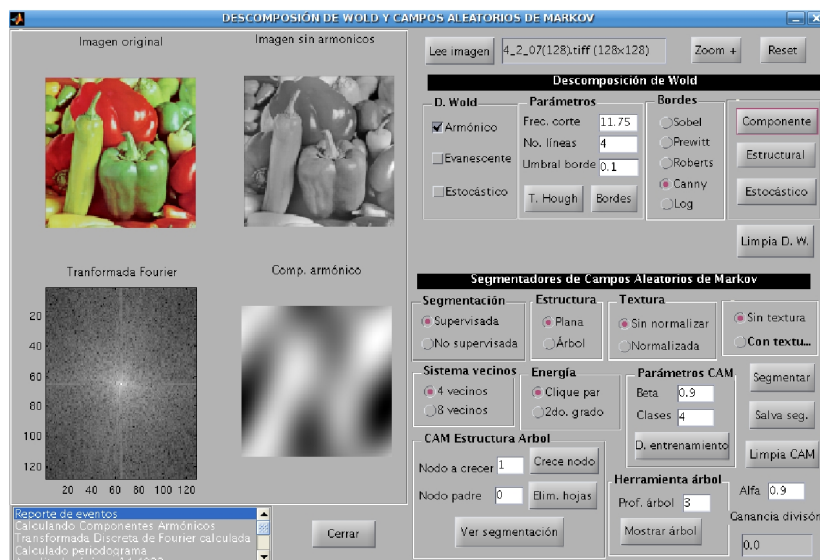 DESCOMPOSIÓN DE WOLD Y CAMPOS ALEATORIOS DE MARKOV
Imagen original
Imagen sin armonicos
Tranformada Fourier
Comp. armónico
20
40
60
80
100
120
20 40 60 80 100 120
Reporte de eventos
Calculando Componentes Armónicos
Transformada Discreta de Fourier calculada
Calculado periodograma
Cerrar
Lee imagen
4_2_07(128).tiff (128x128)
Zoom +
Reset
Descomposición de Wold
D. Wold
Armónico
Evanescente
Estocástico
Parámetros
Frec. corte 11.75
No. líneas 4
Umbral borde 0.1
T. Hough
Bordes
Bordes
Sobel
Prewitt
Roberts
Canny
Log
Componente
Estructural
Estocástico
Limpia D. W.
Segmentadores de Campos Aleatorios de Markov
Segmentación
Supervisada
No supervisada
Estructura
Plana
Árbol
Textura
Sin normalizar
Normalizada
Sin textura
Con textu...
Sistema vecinos
4 vecinos
8 vecinos
Energía
Clique par
2do. grado
Parámetros CAM
Beta 0.9
Clases 4
D. entrenamiento
Segmentar
Salva seg.
Limpia CAM
CAM Estructura Arbol
Nodo a crecer 1
Crece nodo
Nodo padre 0
Elim. hojas
Ver segmentación
Herramienta árbol
Prof. árbol 3
Mostrar árbol
Alfa 0.9
Ganancia divisón
0.0